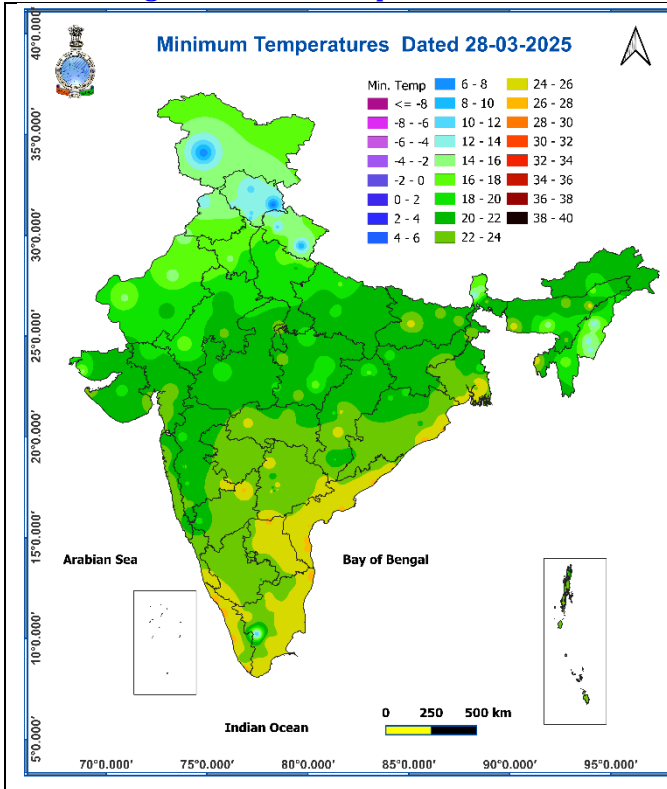 Minimum Temperatures Dated 28-03-2025
Min. Temp
<= -8
-8 - -6
-6 - -4
-4 - -2
-2 - 0
0 - 2
2 - 4
4 - 6
6 - 8
8 - 10
10 - 12
12 - 14
14 - 16
16 - 18
18 - 20
20 - 22
22 - 24
24 - 26
26 - 28
28 - 30
30 - 32
32 - 34
34 - 36
36 - 38
38 - 40
40°0.000'
35°0.000'
30°0.000'
25°0.000'
20°0.000'
15°0.000'
10°0.000'
5°0.000'
Arabian Sea
Bay of Bengal
Indian Ocean
0 250 500 km
70°0.000' 75°0.000' 80°0.000' 85°0.000' 90°0.000' 95°0.000'